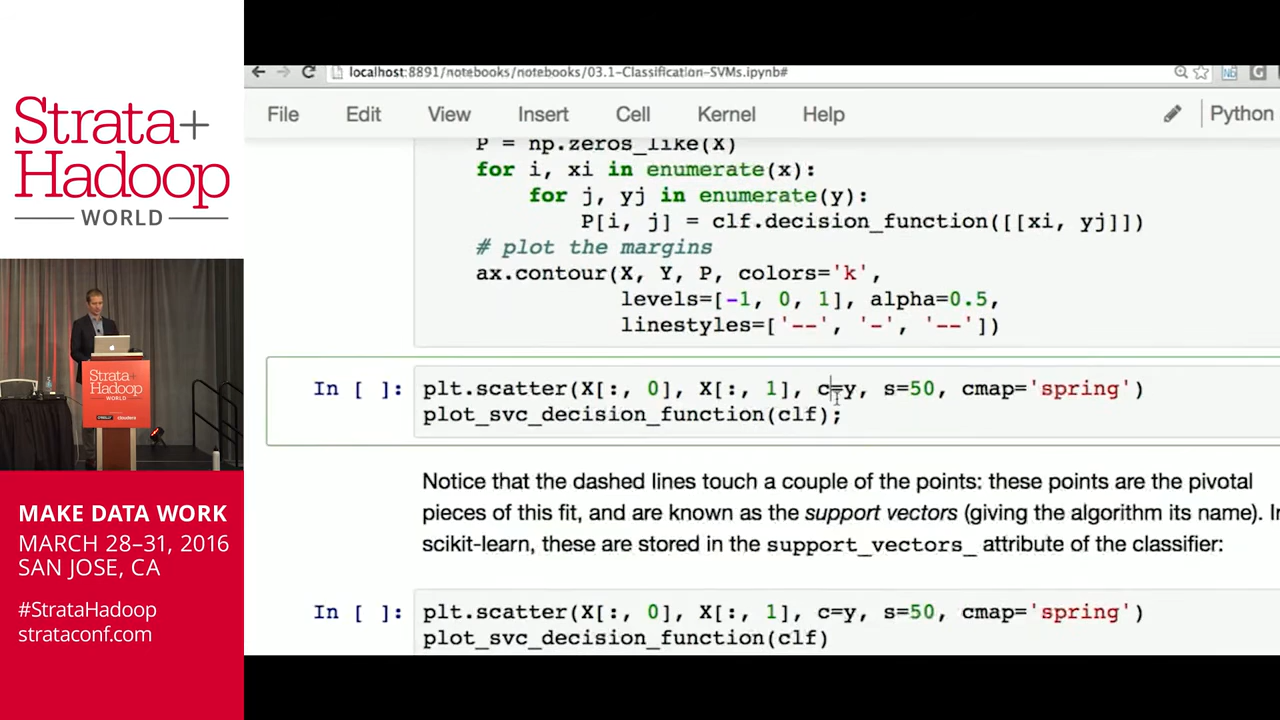 Strata+
Hadoop
WORLD
Strata+
Hadoop
WORLD
MAKE DATA WORK
MARCH 28–31, 2016
SAN JOSE, CA
#StrataHadoop
strataconf.com
localhost:8891/notebooks/notebooks/03.1-Classification-SVMs.ipynb#
File Edit View Insert Cell Kernel Help Python
P = np.zeros_like(X)
for i, xi in enumerate(x):
for j, yj in enumerate(y):
P[i, j] = clf.decision_function([[xi, yj]])
# plot the margins
ax.contour(X, Y, P, colors='k',
levels=[-1, 0, 1], alpha=0.5,
linestyles=['--', '-', '--'])
In [ ]: plt.scatter(X[:, 0], X[:, 1], c=y, s=50, cmap='spring')
plot_svc_decision_function(clf);
Notice that the dashed lines touch a couple of the points: these points are the pivotal
pieces of this fit, and are known as the support vectors (giving the algorithm its name). In
scikit-learn, these are stored in the support_vectors_ attribute of the classifier:
In [ ]: plt.scatter(X[:, 0], X[:, 1], c=y, s=50, cmap='spring')
plot_svc_decision_function(clf)